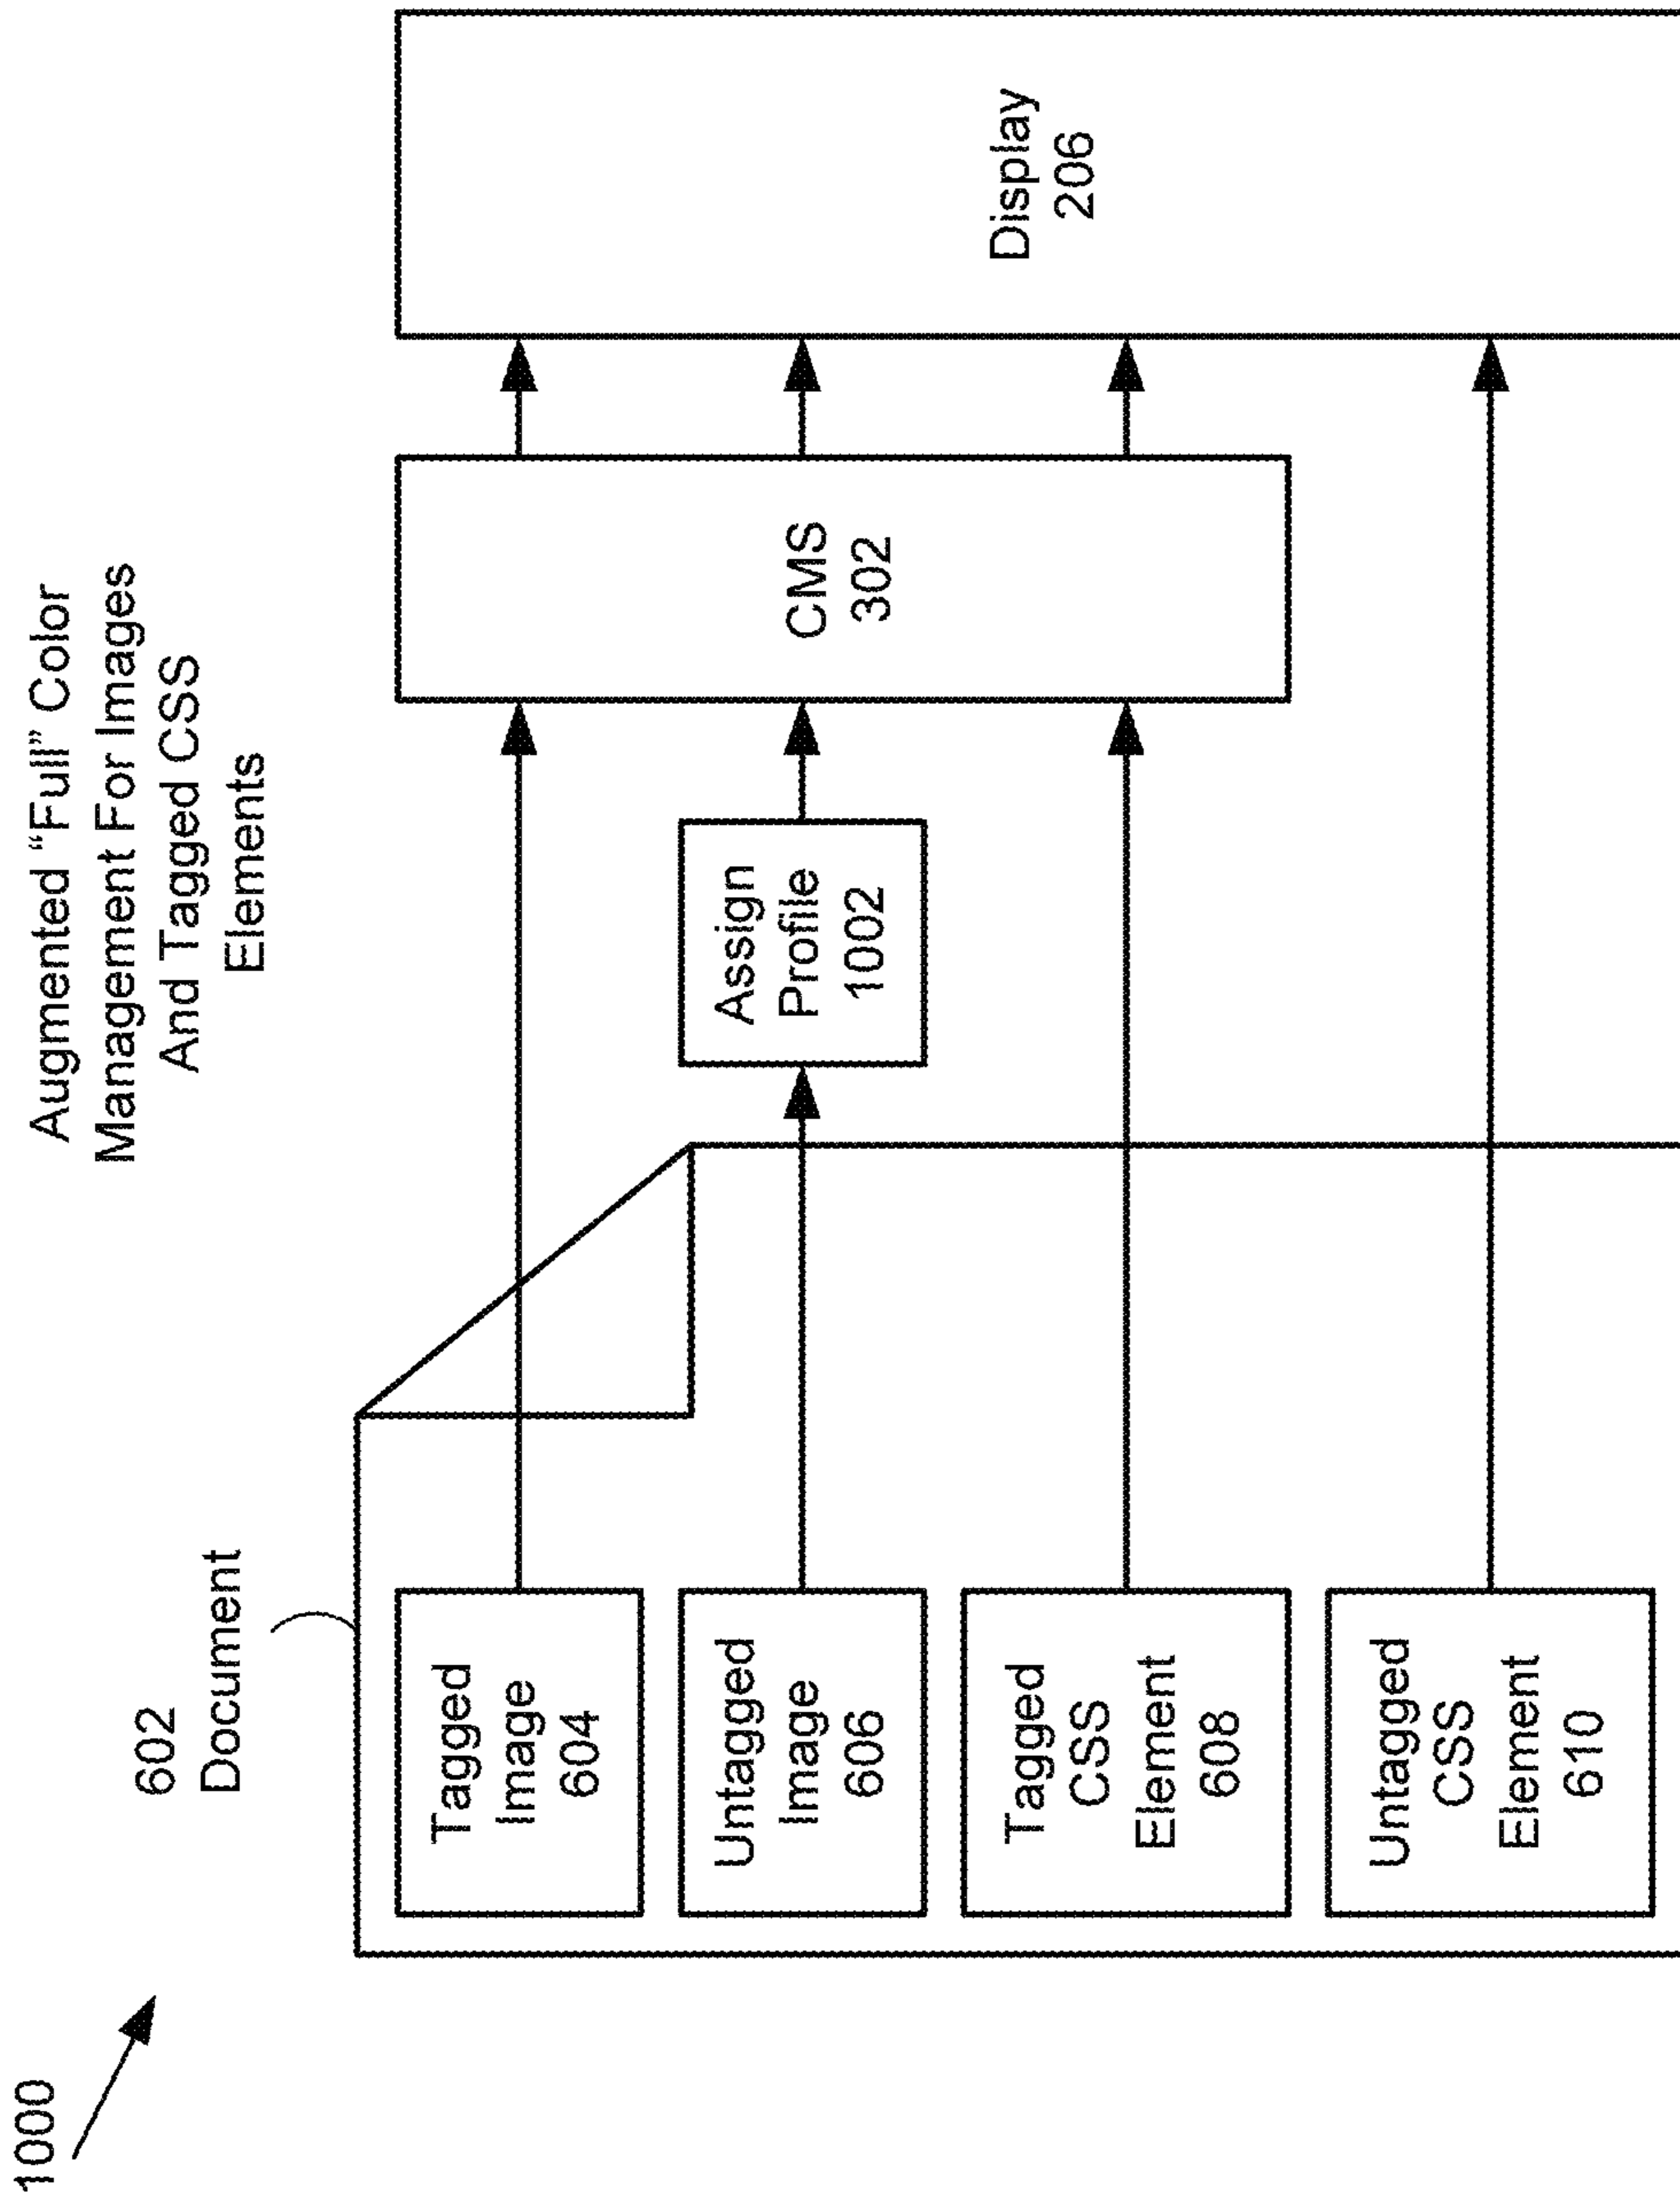 1000
Augmented “Full” Color
Management For Images
And Tagged CSS
Elements
602
Document
Tagged
Image
604
Untagged
Image
606
Tagged
CSS
Element
608
Untagged
CSS
Element
610
Assign
Profile
1002
CMS
302
Display
206